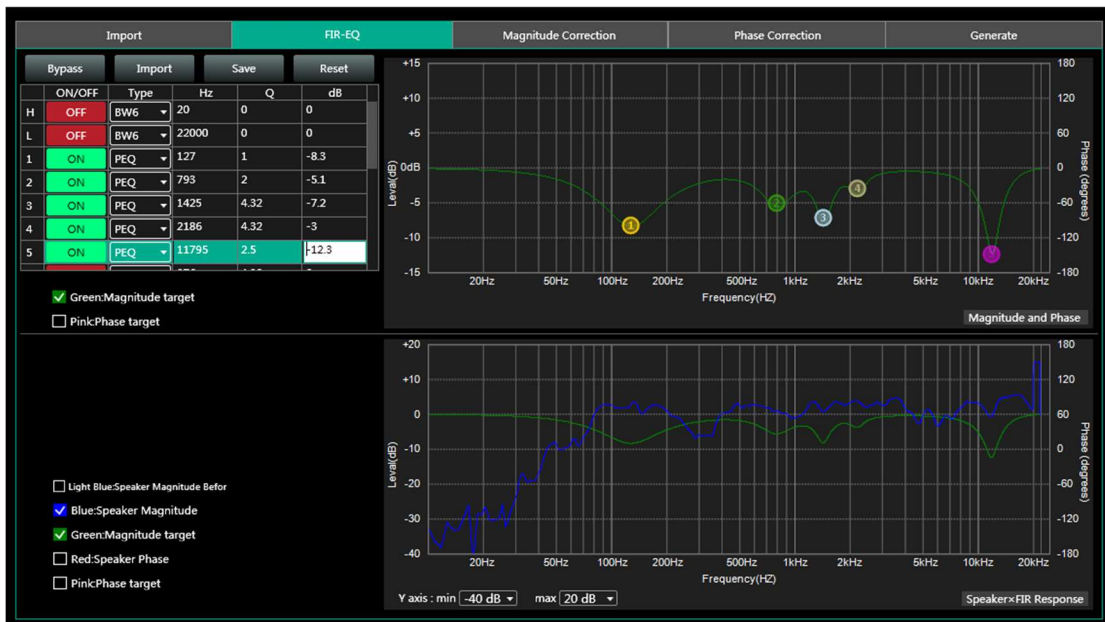 Import FIR-EQ Magnitude Correction Phase Correction Generate
Bypass Import Save Reset
ON/OFF Type Hz Q dB
H OFF BW6 20 0 0
L OFF BW6 22000 0 0
1 ON PEQ 127 1 -8.3
2 ON PEQ 793 2 -5.1
3 ON PEQ 1425 4.32 -7.2
4 ON PEQ 2186 4.32 -3
5 ON PEQ 11795 2.5 -12.3
Green:Magnitude target
Pink:Phase target
+15 180
+10 120
+5 60
0dB 0
-5 -60
-10 -120
-15 -180
Leval(dB)
Phase (degrees)
1 2 3 4
20Hz 50Hz 100Hz 200Hz 500Hz 1kHz 2kHz 5kHz 10kHz 20kHz
Frequency(HZ)
Magnitude and Phase
Light Blue:Speaker Magnitude Befor
Blue:Speaker Magnitude
Green:Magnitude target
Red:Speaker Phase
Pink:Phase target
+20 180
+10 120
0 60
-10 0
-20 -60
-30 -120
-40 -180
Leval(dB)
Phase (degrees)
20Hz 50Hz 100Hz 200Hz 500Hz 1kHz 2kHz 5kHz 10kHz 20kHz
Frequency(HZ)
Y axis : min -40 dB max 20 dB
Speaker×FIR Response